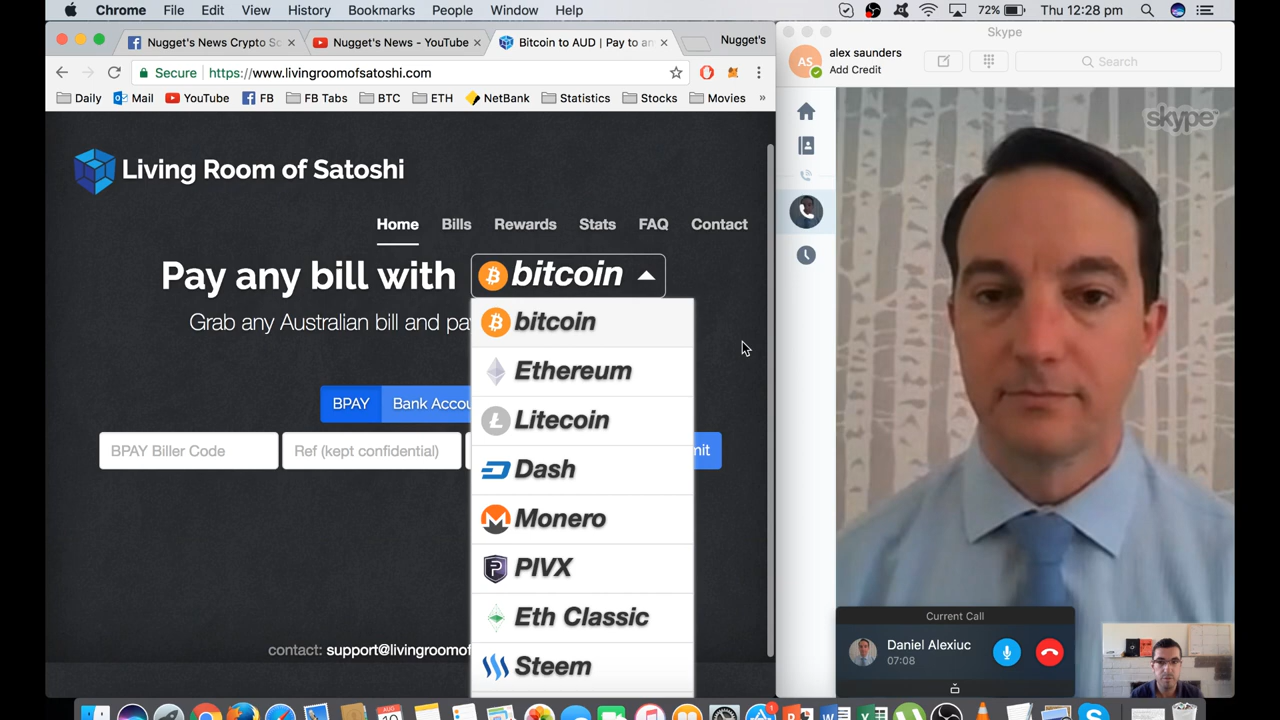 Chrome File Edit View History Bookmarks People Window Help 72% Thu 12:28 pm
Nugget's News Crypto Sc
Nugget's News - YouTube
Bitcoin to AUD | Pay to an
Nugget's
Secure https://www.livingroomofsatoshi.com
Daily Mail YouTube FB FB Tabs BTC ETH NetBank Statistics Stocks Movies »
Living Room of Satoshi
Home Bills Rewards Stats FAQ Contact
Pay any bill with bitcoin
Grab any Australian bill and pa
bitcoin
Ethereum
Litecoin
Dash
Monero
PIVX
Eth Classic
Steem
BPAY Bank Accou
BPAY Biller Code Ref (kept confidential) mit
contact: support@livingroomof
Skype
AS
alex saunders
Add Credit
Search
skype
Current Call
Daniel Alexiuc
07:08